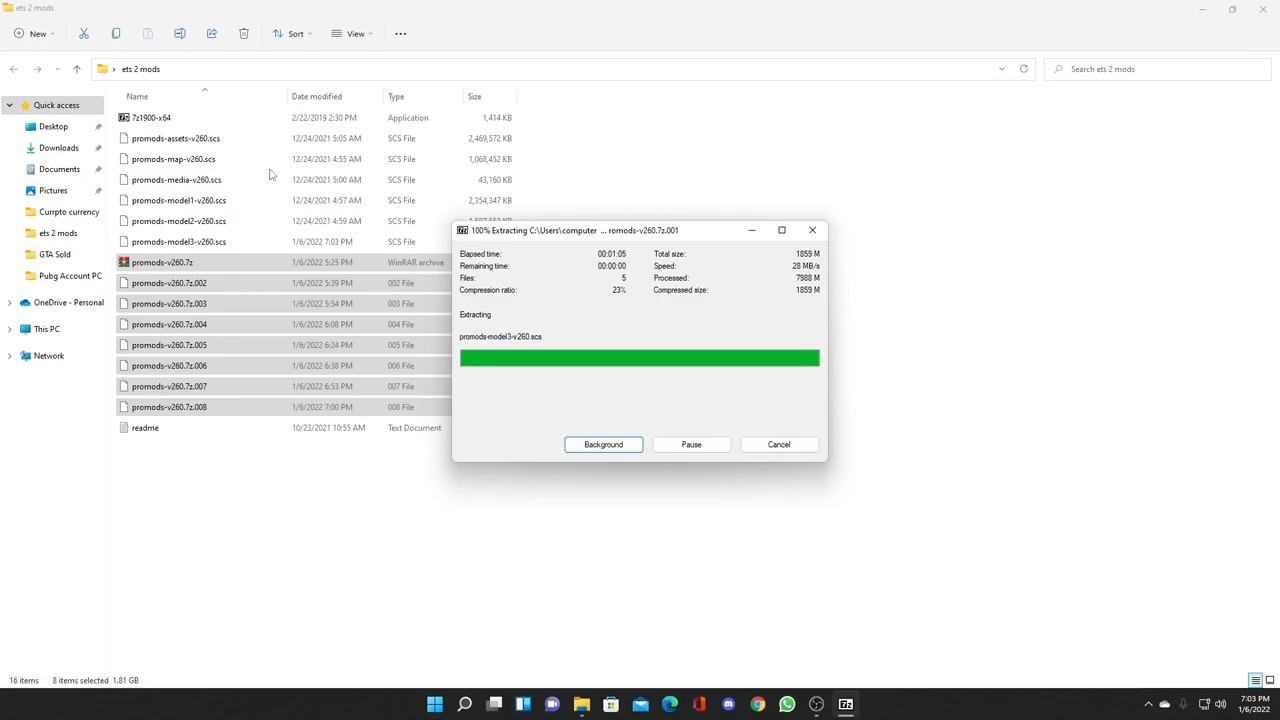 ets 2 mods
New
Sort
View
ets 2 mods
Search ets 2 mods
Name Date modified Type Size
Quick access
Desktop
Downloads
Documents
Pictures
Currpto currency
ets 2 mods
GTA Sold
Pubg Account PC
OneDrive - Personal
This PC
Network
7z1900-x64 2/22/2019 2:30 PM Application 1,414 KB
promods-assets-v260.scs 12/24/2021 5:05 AM SCS File 2,469,572 KB
promods-map-v260.scs 12/24/2021 4:55 AM SCS File 1,068,452 KB
promods-media-v260.scs 12/24/2021 5:00 AM SCS File 43,160 KB
promods-model1-v260.scs 12/24/2021 4:57 AM SCS File 2,354,347 KB
promods-model2-v260.scs 12/24/2021 4:59 AM SCS File
promods-model3-v260.scs 1/6/2022 7:03 PM SCS File
promods-v260.7z 1/6/2022 5:25 PM WinRAR archive
promods-v260.7z.002 1/6/2022 5:39 PM 002 File
promods-v260.7z.003 1/6/2022 5:54 PM 003 File
promods-v260.7z.004 1/6/2022 6:08 PM 004 File
promods-v260.7z.005 1/6/2022 6:24 PM 005 File
promods-v260.7z.006 1/6/2022 6:38 PM 006 File
promods-v260.7z.007 1/6/2022 6:53 PM 007 File
promods-v260.7z.008 1/6/2022 7:00 PM 008 File
readme 10/23/2021 10:55 AM Text Document
7z 100% Extracting C:\Users\computer ... romods-v260.7z.001
Elapsed time: 00:01:05 Total size: 1859 M
Remaining time: 00:00:00 Speed: 28 MB/s
Files: 5 Processed: 7988 M
Compression ratio: 23% Compressed size: 1859 M
Extracting
promods-model3-v260.scs
Background Pause Cancel
16 items 8 items selected 1.81 GB
7z
7:03 PM
1/6/2022